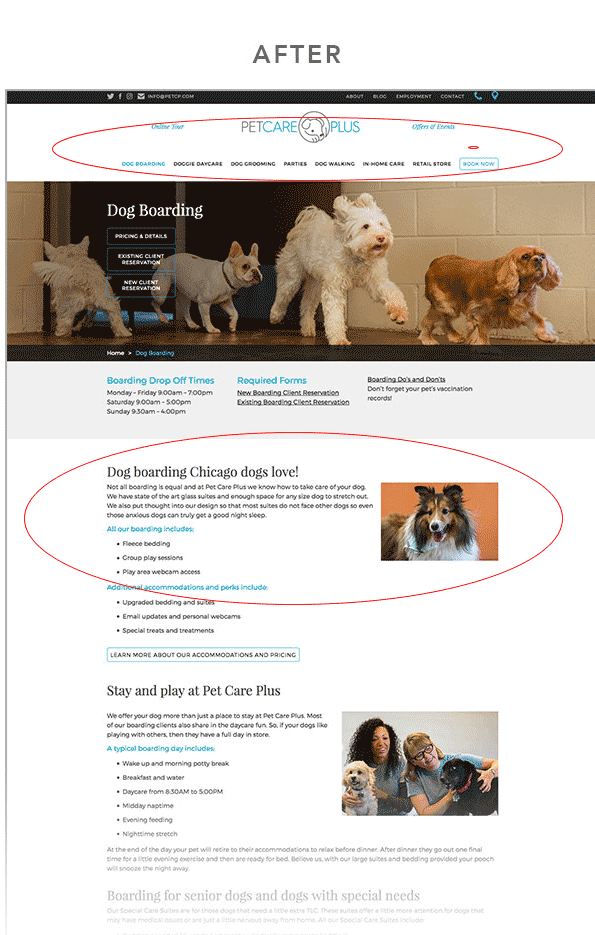 AFTER
INFO@PETCP.COM
ABOUT BLOG EMPLOYMENT CONTACT
Online Tour
PETCARE PLUS
Offers & Events
DOG BOARDING DOGGIE DAYCARE DOG GROOMING PARTIES DOG WALKING IN-HOME CARE RETAIL STORE BOOK NOW
Dog Boarding
PRICING & DETAILS
EXISTING CLIENT
RESERVATION
NEW CLIENT
RESERVATION
Home > Dog Boarding
Boarding Drop Off Times
Monday – Friday 9:00am – 7:00pm
Saturday 9:00am – 5:00pm
Sunday 9:30am – 4:00pm
Required Forms
New Boarding Client Reservation
Existing Boarding Client Reservation
Boarding Do's and Don'ts
Don't forget your pet's vaccination
records!
Dog boarding Chicago dogs love!
Not all boarding is equal and at Pet Care Plus we know how to take care of your dog.
We have state of the art glass suites and enough space for any size dog to stretch out.
We also put thought into our design so that most suites do not face other dogs so even
those anxious dogs can truly get a good night sleep.
All our boarding includes:
• Fleece bedding
• Group play sessions
• Play area webcam access
Additional accommodations and perks include:
• Upgraded bedding and suites
• Email updates and personal webcams
• Special treats and treatments
LEARN MORE ABOUT OUR ACCOMMODATIONS AND PRICING
Stay and play at Pet Care Plus
We offer your dog more than just a place to stay at Pet Care Plus. Most
of our boarding clients also share in the daycare fun. So, if your dogs like
playing with others, then they have a full day in store.
A typical boarding day includes:
• Wake up and morning potty break
• Breakfast and water
• Daycare from 8:30AM to 5:00PM
• Midday naptime
• Evening feeding
• Nighttime stretch
At the end of the day your pet will retire to their accommodations to relax before dinner. After dinner they go out one final
time for a little evening exercise and then are ready for bed. Believe us, with our large suites and bedding provided your pooch
will snooze the night away.
Boarding for senior dogs and dogs with special needs
Our Special Care Suites are for those dogs that need a little extra TLC. These suites offer a little more attention for dogs that
may have medical issues or are just a little nervous away from home. All our Special Care Suites include: